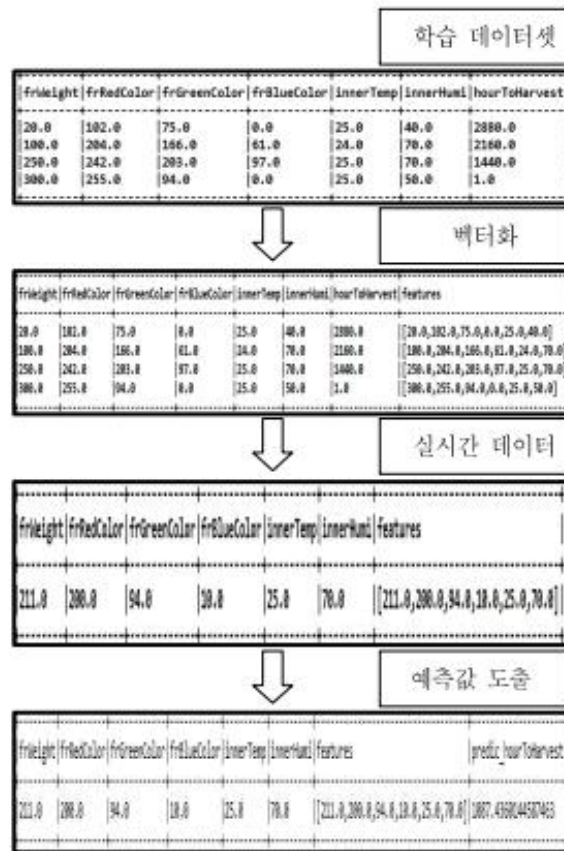 학습 데이터셋
|frWeight|frRedColor|frGreenColor|frBlueColor|innerTemp|innerHumi|hourToHarvest
|20.0 |102.0 |75.0 |0.0 |25.0 |40.0 |2880.0
|100.0 |204.0 |166.0 |61.0 |24.0 |70.0 |2160.0
|250.0 |242.0 |203.0 |97.0 |25.0 |70.0 |1440.0
|300.0 |255.0 |94.0 |0.0 |25.0 |50.0 |1.0
벡터화
frWeight|frRedColor|frGreenColor|frBlueColor|innerTemp|innerHumi|hourToHarvest|features
20.0 |102.0 |75.0 |0.0 |25.0 |40.0 |2880.0 |[20.0,102.0,75.0,0.0,25.0,40.0]
100.0 |204.0 |166.0 |61.0 |24.0 |70.0 |2160.0 |[100.0,204.0,166.0,61.0,24.0,70.0]
250.0 |242.0 |203.0 |97.0 |25.0 |70.0 |1440.0 |[250.0,242.0,203.0,97.0,25.0,70.0]
300.0 |255.0 |94.0 |0.0 |25.0 |50.0 |1.0 |[300.0,255.0,94.0,0.0,25.0,50.0]
실시간 데이터
frWeight|frRedColor|frGreenColor|frBlueColor|innerTemp|innerHumi|features |
211.0 |200.0 |94.0 |10.0 |25.0 |70.0 |[211.0,200.0,94.0,10.0,25.0,70.0]|
예측값 도출
frWeight|frRedColor|frGreenColor|frBlueColor|innerTemp|innerHumi|features |predic_hourToHarvest
211.0 |200.0 |94.0 |10.0 |25.0 |70.0 |[211.0,200.0,94.0,10.0,25.0,70.0]